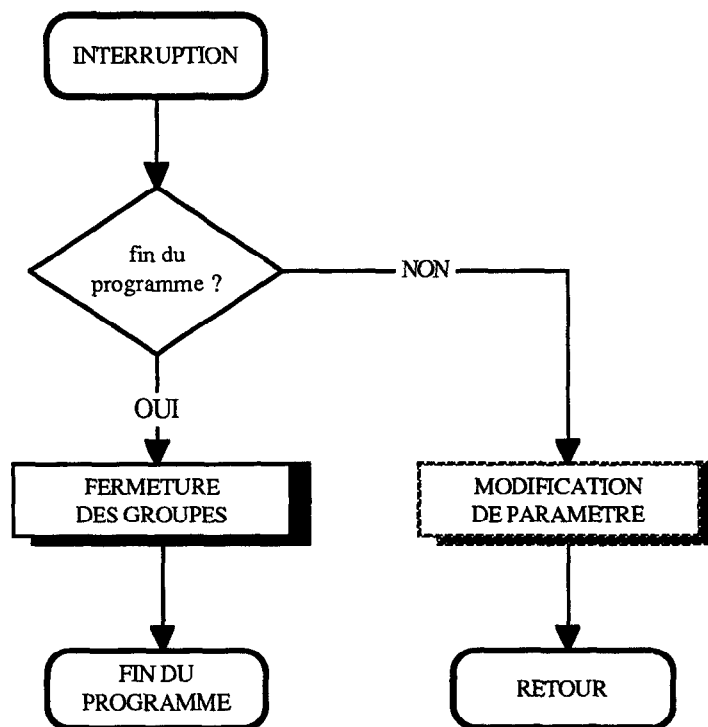 INTERRUPTION
fin du
programme ?
NON
OUI
FERMETURE
DES GROUPES
MODIFICATION
DE PARAMETRE
FIN DU
PROGRAMME
RETOUR